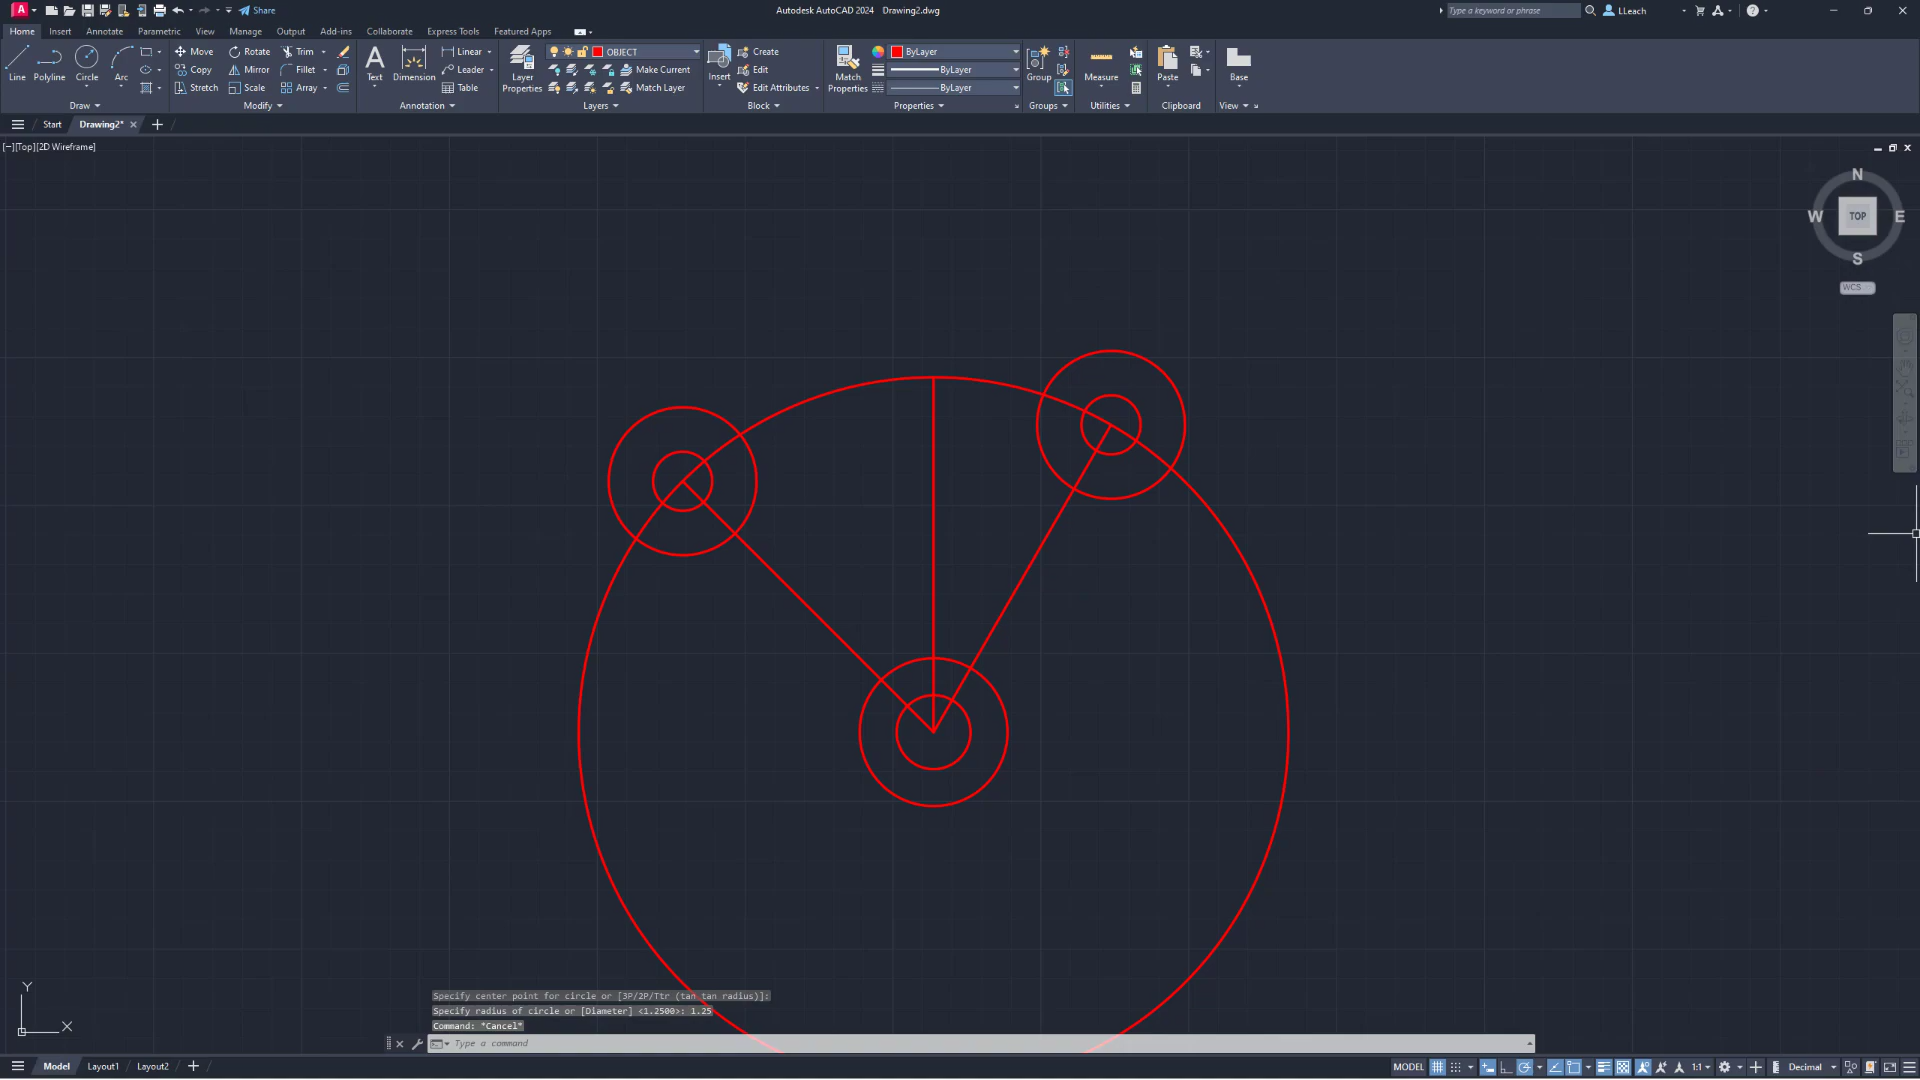 Share
Autodesk AutoCAD 2024 Drawing2.dwg
Type a keyword or phrase
LLeach
Home Insert Annotate Parametric View Manage Output Add-ins Collaborate Express Tools Featured Apps
Line Polyline Circle Arc
Draw
Move Rotate Trim
Copy Mirror Fillet
Stretch Scale Array
Modify
Text Dimension
Linear
Leader
Table
Annotation
Layer Properties
OBJECT
Make Current
Match Layer
Layers
Insert
Create
Edit
Edit Attributes
Block
Match Properties
ByLayer
ByLayer
ByLayer
Properties
Group
Groups
Measure
Utilities
Paste
Clipboard
Base
View
Start Drawing2*
[−][Top][2D Wireframe]
N
W TOP E
S
WCS
Y
X
Specify center point for circle or [3P/2P/Ttr (tan tan radius)]:
Specify radius of circle or [Diameter] <1.2500>: 1.25
Command: *Cancel*
Type a command
Model Layout1 Layout2
MODEL 1:1 Decimal